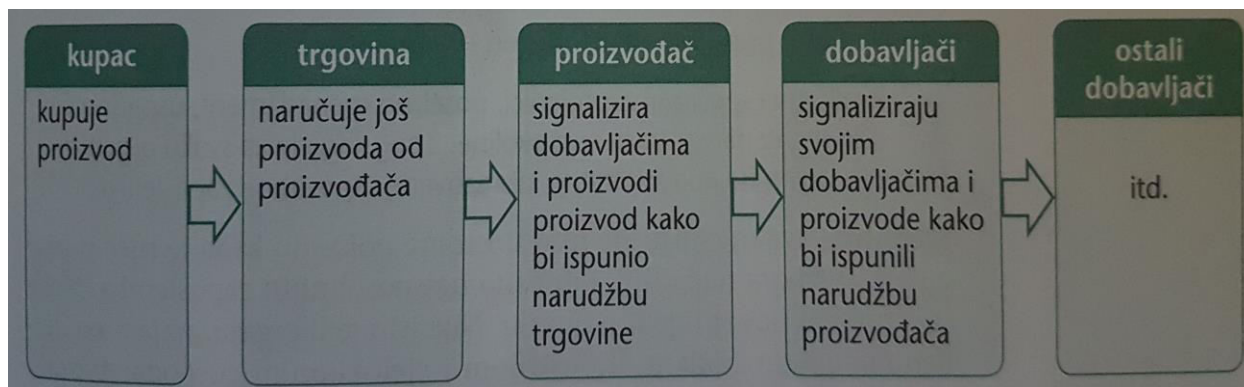 kupac
kupuje
proizvod
trgovina
naručuje još
proizvoda od
proizvođača
proizvođač
signalizira
dobavljačima
i proizvodi
proizvod kako
bi ispunio
narudžbu
trgovine
dobavljači
signaliziraju
svojim
dobavljačima i
proizvode kako
bi ispunili
narudžbu
proizvođača
ostali
dobavljači
itd.